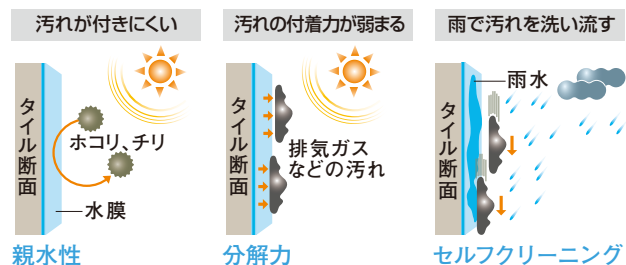 汚れが付きにくい
タイル断面
ホコリ、チリ
水膜
親水性
汚れの付着力が弱まる
タイル断面
排気ガス
などの汚れ
分解力
雨で汚れを洗い流す
タイル断面
雨水
セルフクリーニング